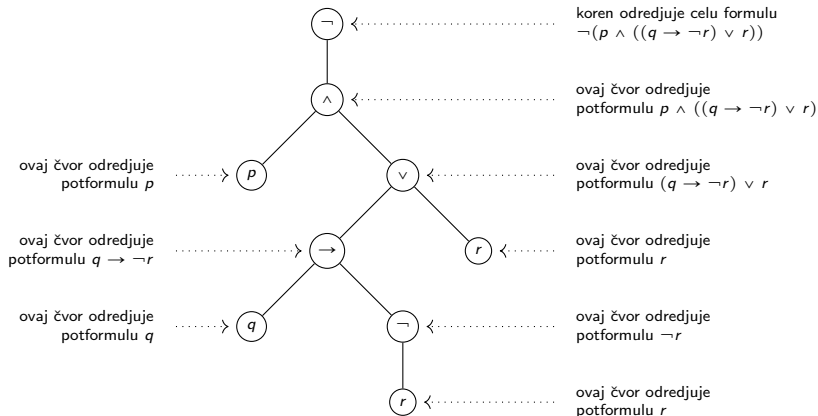 ¬
koren odredjuje celu formulu
¬(p ∧ ((q → ¬r) ∨ r))
∧
ovaj čvor odredjuje
potformulu p ∧ ((q → ¬r) ∨ r)
ovaj čvor odredjuje
potformulu p
p
∨
ovaj čvor odredjuje
potformulu (q → ¬r) ∨ r
ovaj čvor odredjuje
potformulu q → ¬r
→
r
ovaj čvor odredjuje
potformulu r
ovaj čvor odredjuje
potformulu q
q
¬
ovaj čvor odredjuje
potformulu ¬r
r
ovaj čvor odredjuje
potformulu r